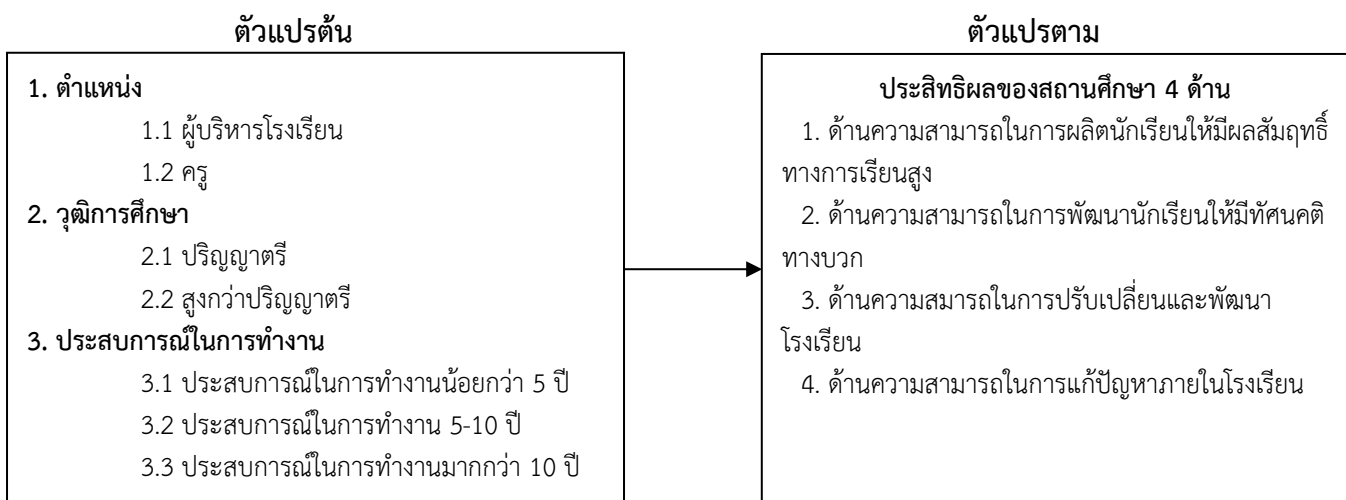 ตัวแปรต้น
1. ตำแหน่ง
1.1 ผู้บริหารโรงเรียน
1.2 ครู
2. วุฒิการศึกษา
2.1 ปริญญาตรี
2.2 สูงกว่าปริญญาตรี
3. ประสบการณ์ในการทำงาน
3.1 ประสบการณ์ในการทำงานน้อยกว่า 5 ปี
3.2 ประสบการณ์ในการทำงาน 5-10 ปี
3.3 ประสบการณ์ในการทำงานมากกว่า 10 ปี
ตัวแปรตาม
ประสิทธิผลของสถานศึกษา 4 ด้าน
1. ด้านความสามารถในการผลิตนักเรียนให้มีผลสัมฤทธิ์
ทางการเรียนสูง
2. ด้านความสามารถในการพัฒนานักเรียนให้มีทัศนคติ
ทางบวก
3. ด้านความสมารถในการปรับเปลี่ยนและพัฒนา
โรงเรียน
4. ด้านความสามารถในการแก้ปัญหาภายในโรงเรียน